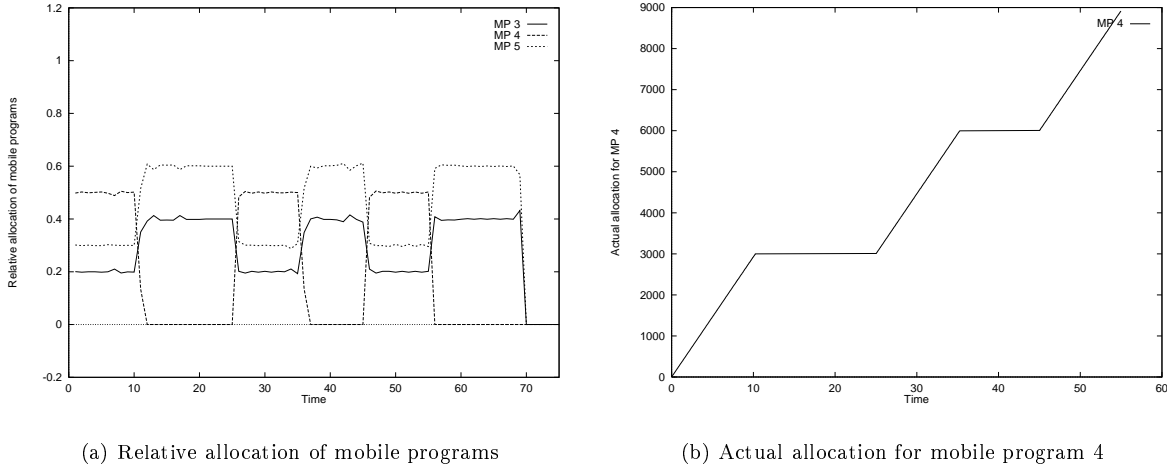 1.2
1
0.8
0.6
0.4
0.2
0
-0.2
Relative allocation of mobile programs
MP 3
MP 4
MP 5
0 10 20 30 40 50 60 70
Time
(a) Relative allocation of mobile programs
9000
8000
7000
6000
5000
4000
3000
2000
1000
0
Actual allocation for MP 4
MP 4
0 10 20 30 40 50 60
Time
(b) Actual allocation for mobile program 4